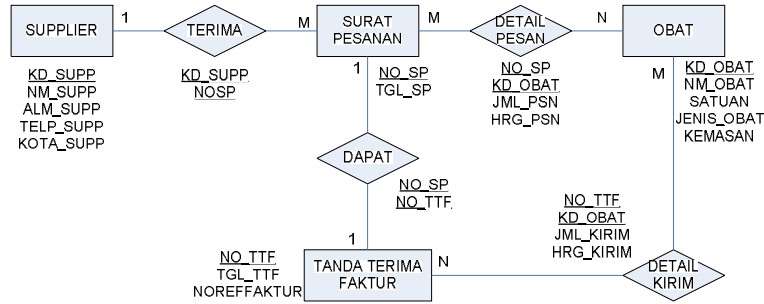 SUPPLIER
1
TERIMA
M
SURAT
PESANAN
M
DETAIL
PESAN
N
OBAT
KD_SUPP
NM_SUPP
ALM_SUPP
TELP_SUPP
KOTA_SUPP
KD_SUPP
NOSP
1
NO_SP
TGL_SP
NO_SP
KD_OBAT
JML_PSN
HRG_PSN
M
KD_OBAT
NM_OBAT
SATUAN
JENIS_OBAT
KEMASAN
DAPAT
NO_SP
NO_TTF
NO_TTF
KD_OBAT
JML_KIRIM
HRG_KIRIM
1
NO_TTF
TGL_TTF
NOREFFAKTUR
TANDA TERIMA
FAKTUR
N
DETAIL
KIRIM